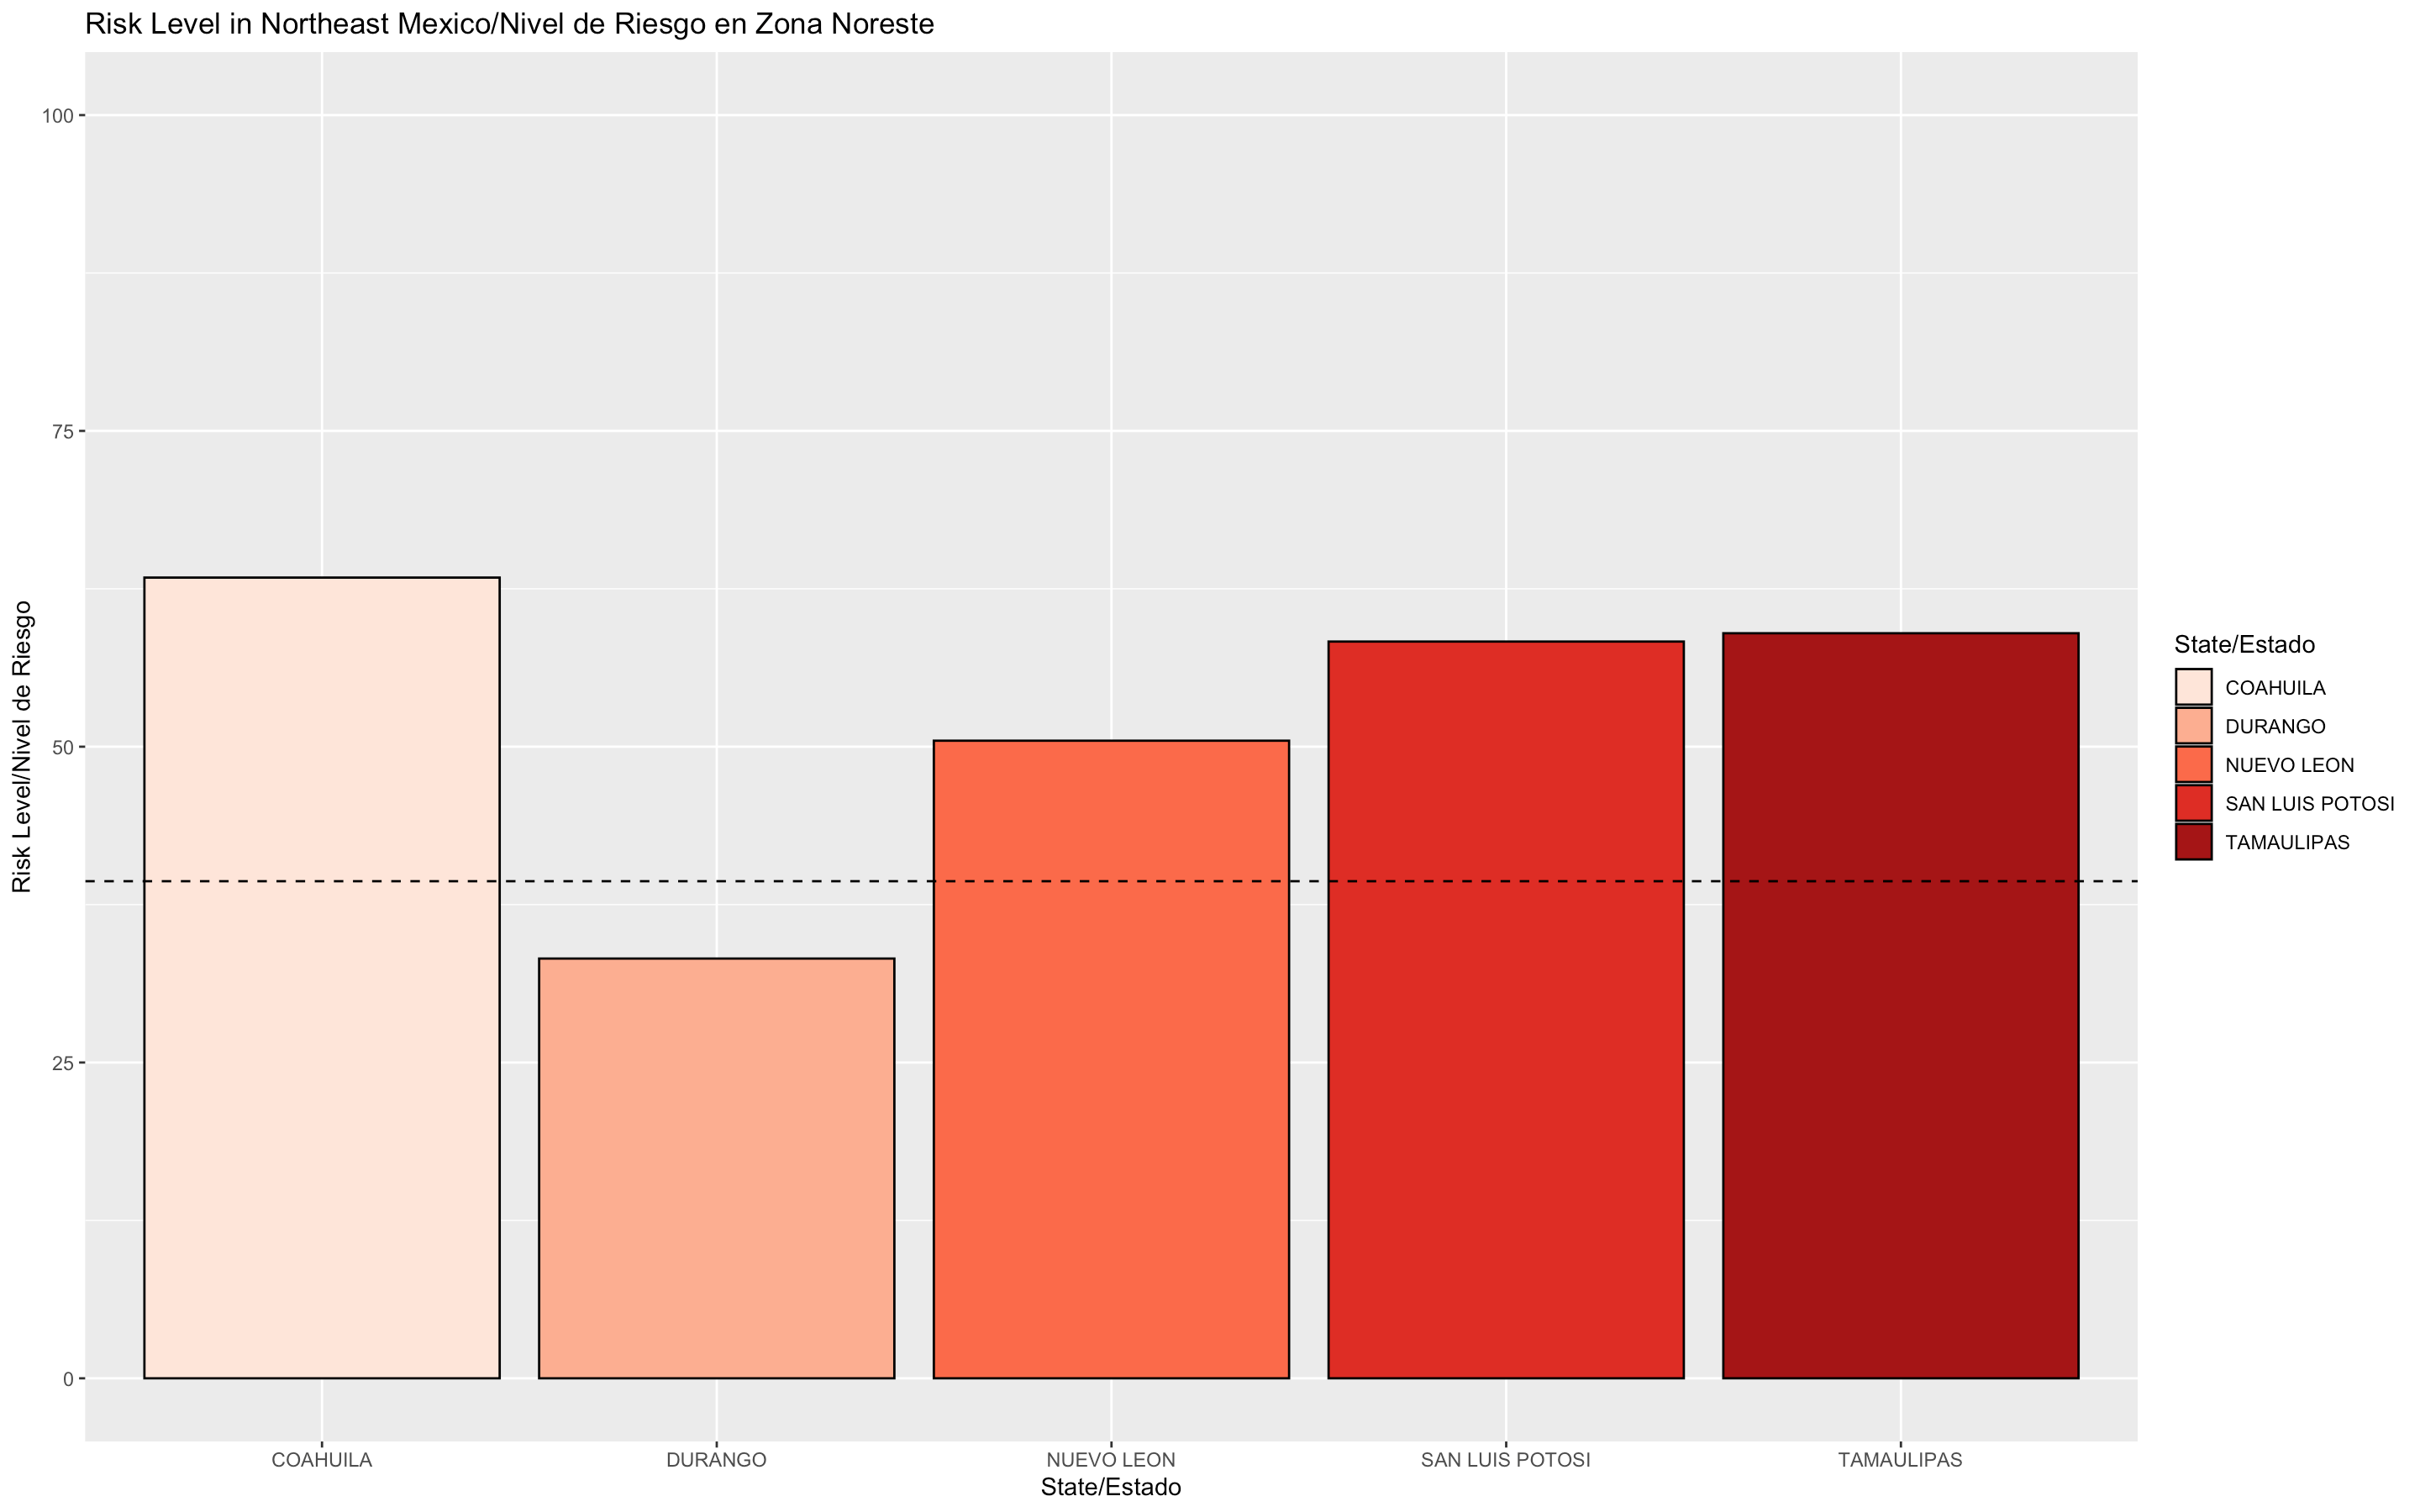 Risk Level in Northeast Mexico/Nivel de Riesgo en Zona Noreste
Risk Level/Nivel de Riesgo
100
75
50
25
0
COAHUILA
DURANGO
NUEVO LEON
SAN LUIS POTOSI
TAMAULIPAS
State/Estado
State/Estado
COAHUILA
DURANGO
NUEVO LEON
SAN LUIS POTOSI
TAMAULIPAS